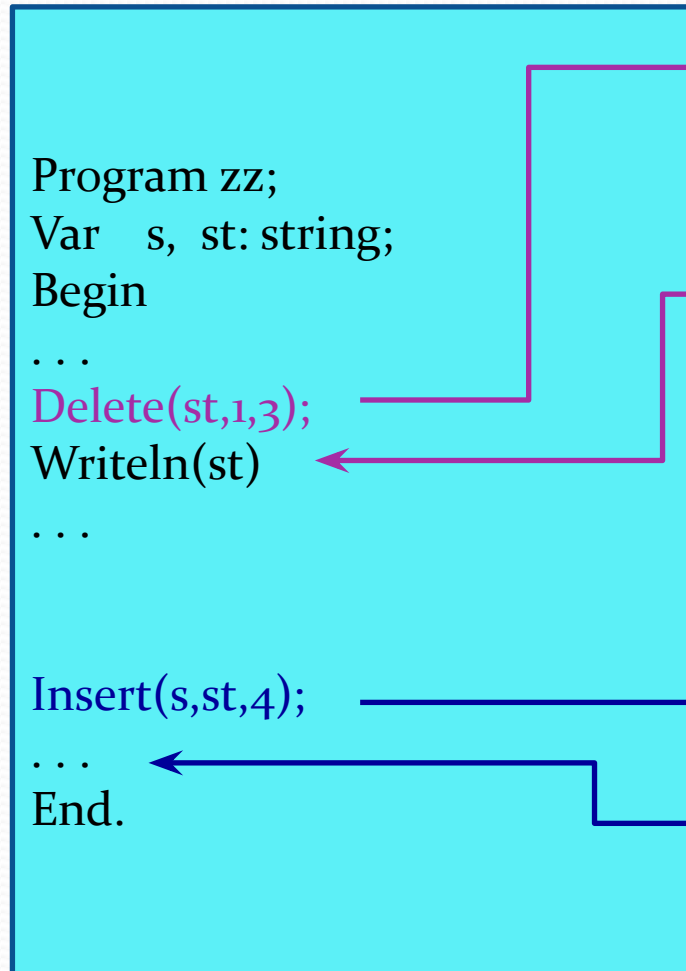 Program zz;
Var s, st: string;
Begin
. . .
Delete(st,1,3);
Writeln(st)
. . .
Insert(s,st,4);
. . .
End.